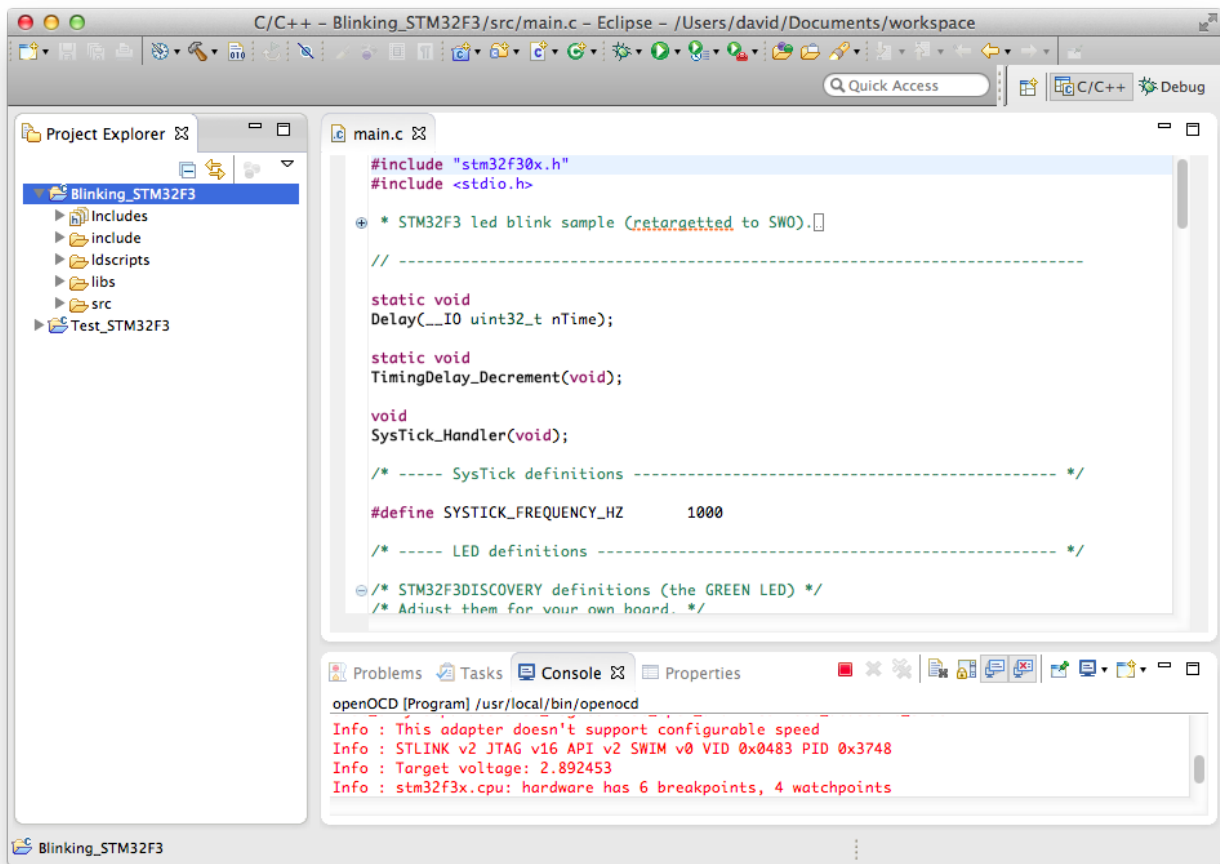 C/C++ – Blinking_STM32F3/src/main.c – Eclipse – /Users/david/Documents/workspace
Quick Access
C/C++
Debug
Project Explorer
Blinking_STM32F3
Includes
include
ldscripts
libs
src
Test_STM32F3
main.c
#include "stm32f30x.h"
#include <stdio.h>
* STM32F3 led blink sample (retargetted to SWO).
// ---------------------------------------------------------------------------
static void
Delay(__IO uint32_t nTime);
static void
TimingDelay_Decrement(void);
void
SysTick_Handler(void);
/* ----- SysTick definitions ----------------------------------------------- */
#define SYSTICK_FREQUENCY_HZ       1000
/* ----- LED definitions --------------------------------------------------- */
/* STM32F3DISCOVERY definitions (the GREEN LED) */
/* Adjust them for your own board. */
Problems
Tasks
Console
Properties
openOCD [Program] /usr/local/bin/openocd
Info : This adapter doesn't support configurable speed
Info : STLINK v2 JTAG v16 API v2 SWIM v0 VID 0x0483 PID 0x3748
Info : Target voltage: 2.892453
Info : stm32f3x.cpu: hardware has 6 breakpoints, 4 watchpoints
Blinking_STM32F3